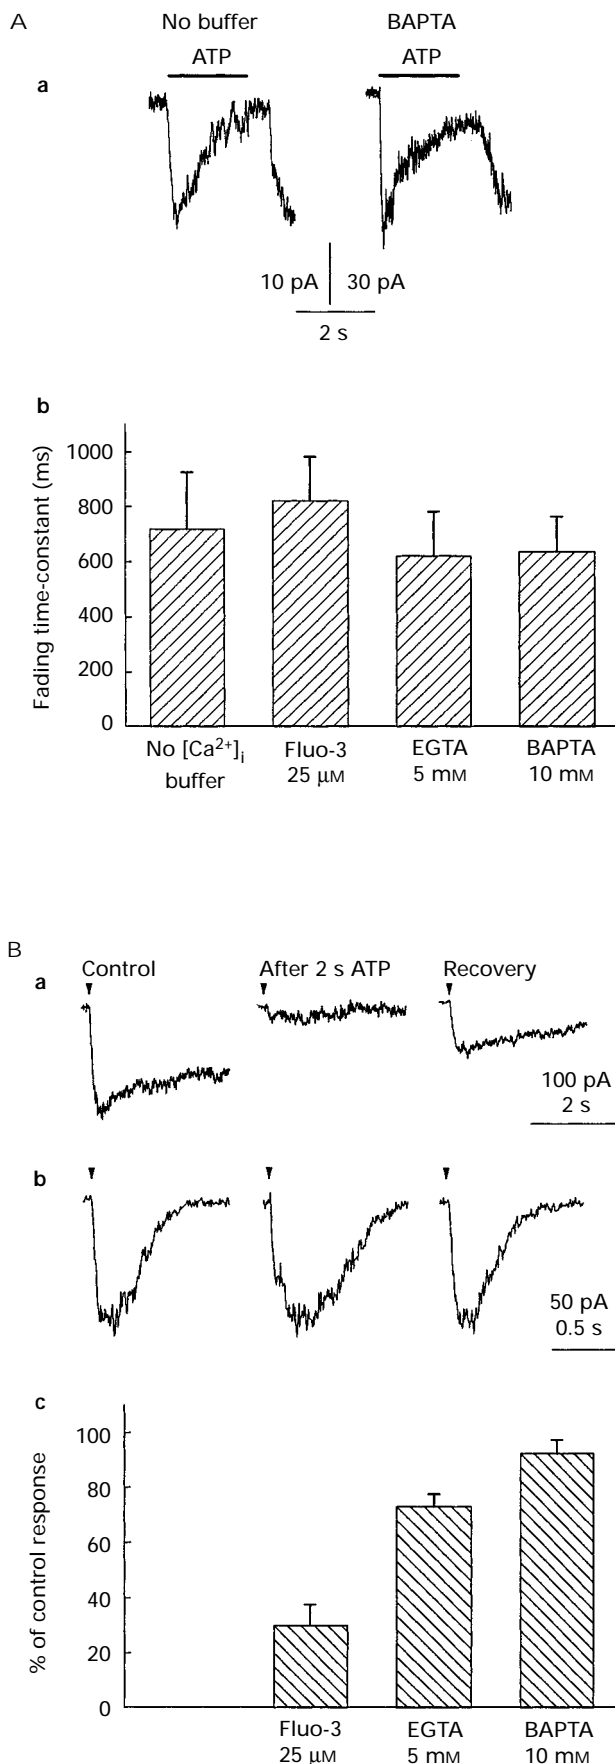 A
No buffer
BAPTA
ATP
ATP
a
10 pA
30 pA
2 s
b
Fading time-constant (ms)
1000
800
600
400
200
0
No [Ca²⁺]ᵢ
buffer
Fluo-3
25 µM
EGTA
5 mM
BAPTA
10 mM
B
a
Control
After 2 s ATP
Recovery
100 pA
2 s
b
50 pA
0.5 s
c
% of control response
100
80
60
40
20
0
Fluo-3
25 µM
EGTA
5 mM
BAPTA
10 mM